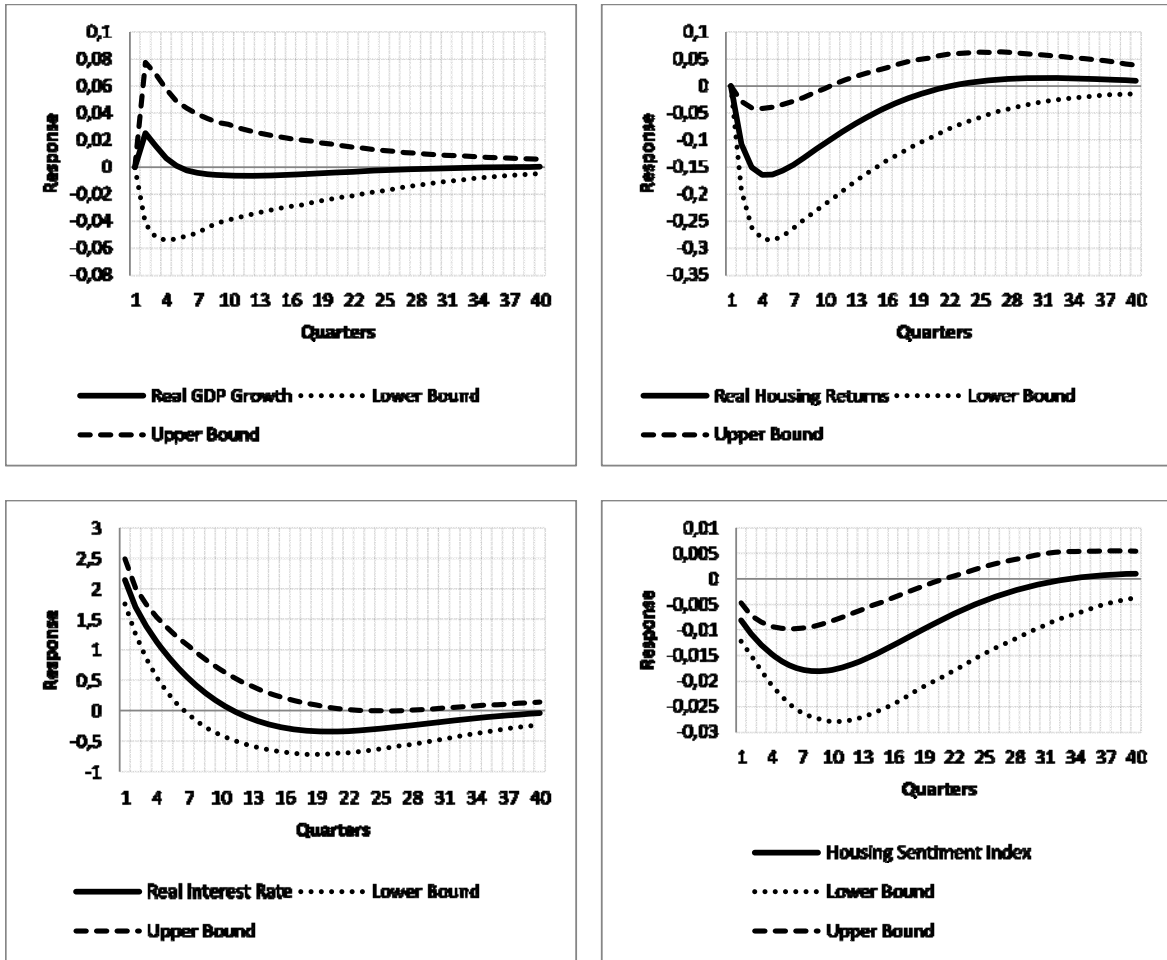 0,1
0,08
0,06
0,04
0,02
0
-0,02
-0,04
-0,06
-0,08
Response
1 4 7 10 13 16 19 22 25 28 31 34 37 40
Quarters
Real GDP Growth Lower Bound
Upper Bound
0,1
0,05
0
-0,05
-0,1
-0,15
-0,2
-0,25
-0,3
-0,35
Response
1 4 7 10 13 16 19 22 25 28 31 34 37 40
Quarters
Real Housing Returns Lower Bound
Upper Bound
3
2,5
2
1,5
1
0,5
0
-0,5
-1
Response
1 4 7 10 13 16 19 22 25 28 31 34 37 40
Quarters
Real Interest Rate Lower Bound
Upper Bound
0,01
0,005
0
-0,005
-0,01
-0,015
-0,02
-0,025
-0,03
Response
1 4 7 10 13 16 19 22 25 28 31 34 37 40
Quarters
Housing Sentiment Index
Lower Bound
Upper Bound